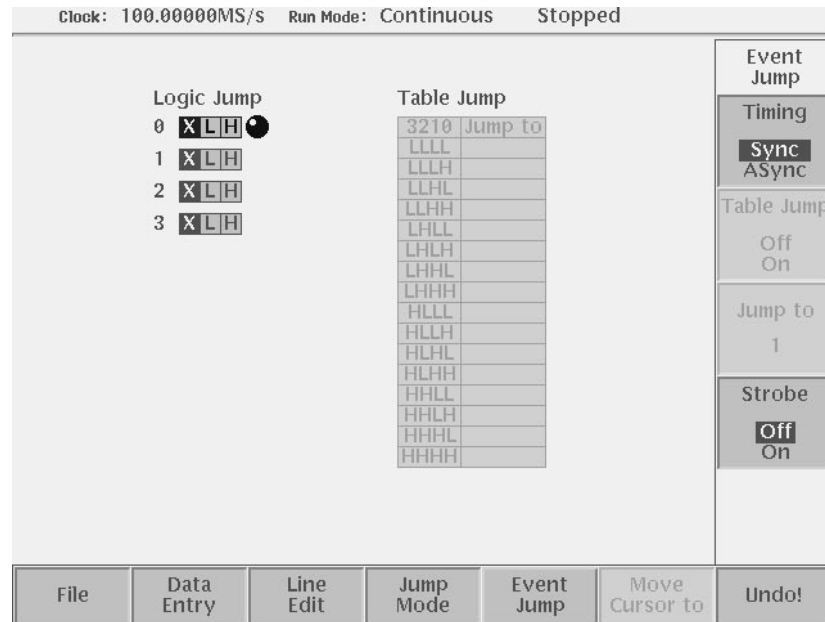 Clock: 100.00000MS/s Run Mode: Continuous Stopped
Logic Jump
0 X L H
1 X L H
2 X L H
3 X L H
Table Jump
3210 Jump to
LLLL
LLLH
LLHL
LLHH
LHLL
LHLH
LHHL
LHHH
HLLL
HLLH
HLHL
HLHH
HHLL
HHLH
HHHL
HHHH
Event
Jump
Timing
Sync
ASync
Table Jump
Off
On
Jump to
1
Strobe
Off
On
File
Data
Entry
Line
Edit
Jump
Mode
Event
Jump
Move
Cursor to
Undo!